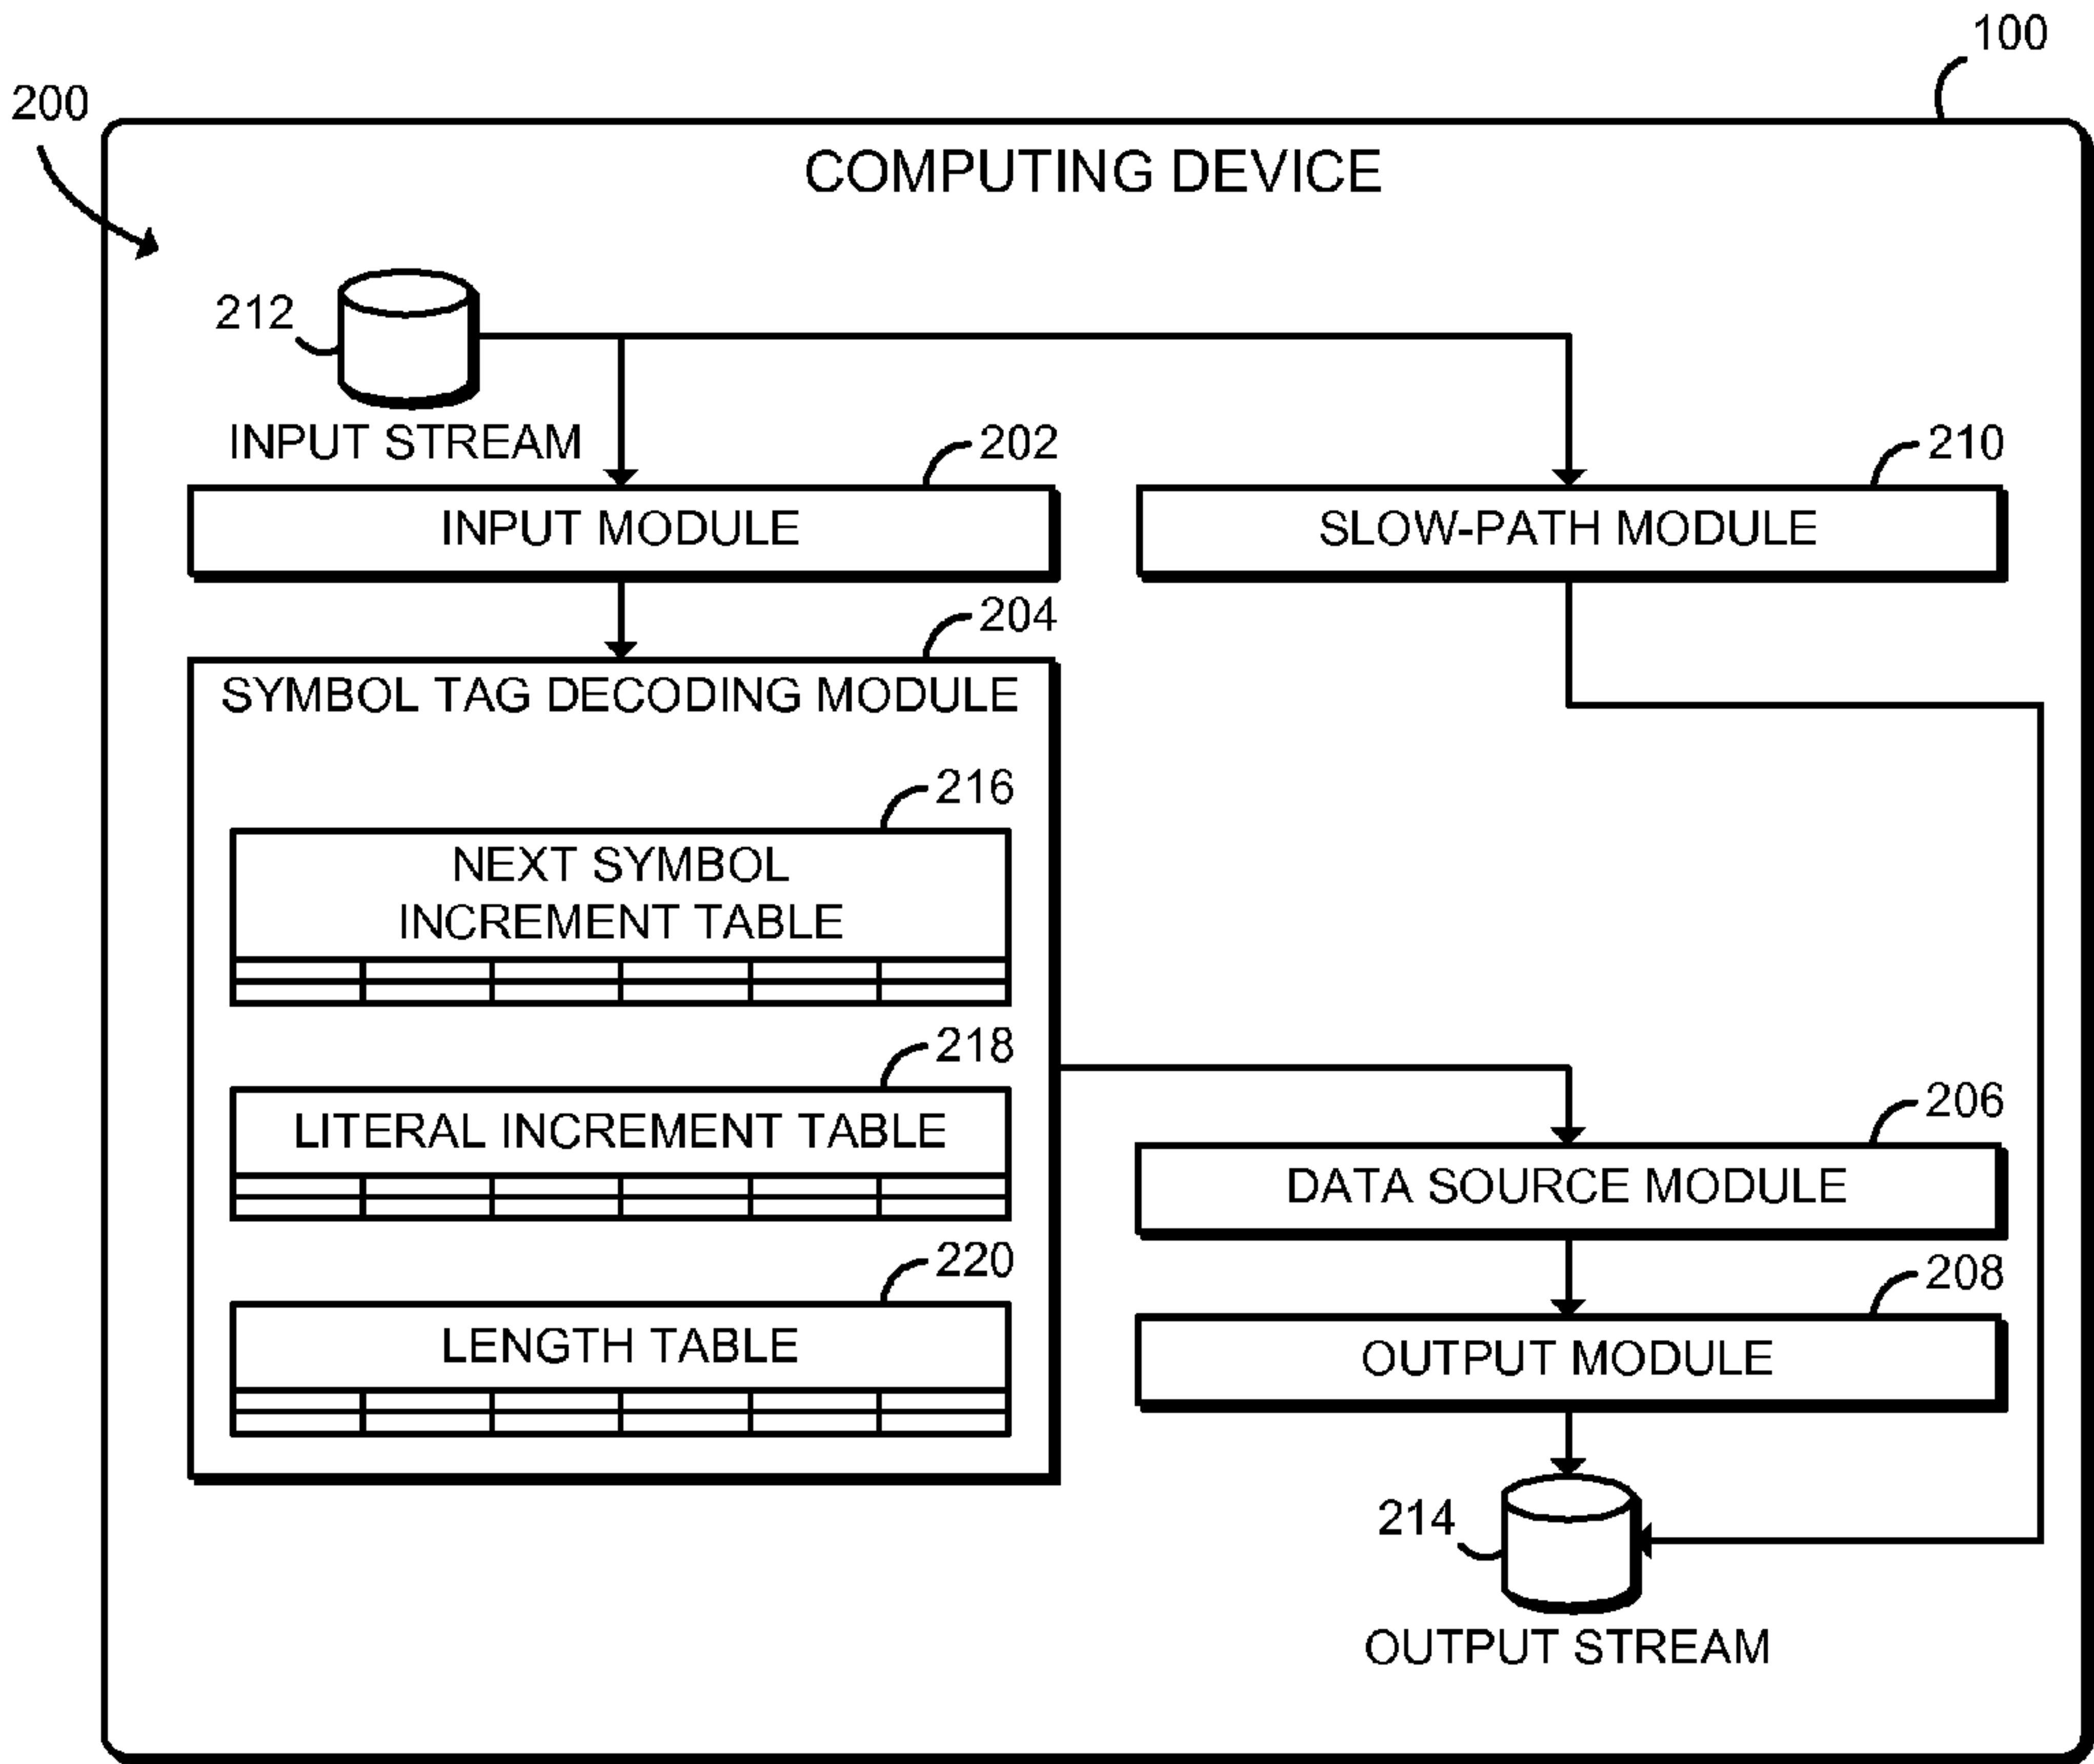 100
200
COMPUTING DEVICE
212
INPUT STREAM
202
INPUT MODULE
210
SLOW-PATH MODULE
204
SYMBOL TAG DECODING MODULE
216
NEXT SYMBOL
INCREMENT TABLE
218
LITERAL INCREMENT TABLE
220
LENGTH TABLE
206
DATA SOURCE MODULE
208
OUTPUT MODULE
214
OUTPUT STREAM